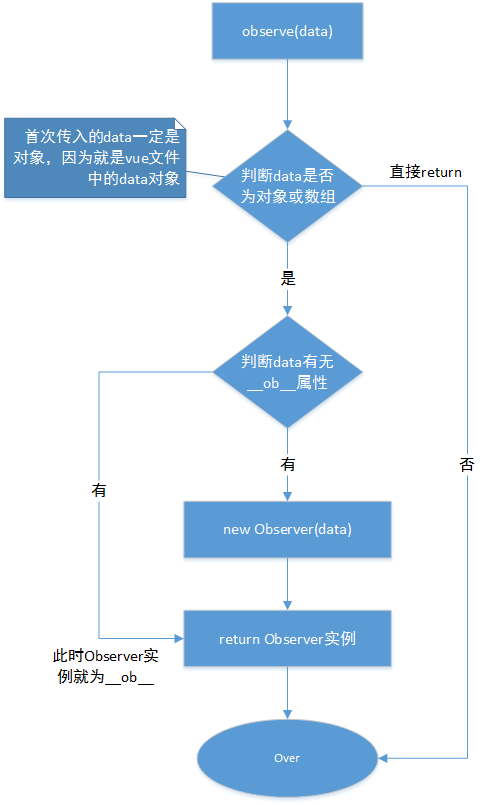 observe(data)
首次传入的data一定是
对象，因为就是vue文件
中的data对象
判断data是否
为对象或数组
直接return
是
判断data有无
__ob__属性
有
有
否
new Observer(data)
return Observer实例
此时Observer实
例就为__ob__
Over